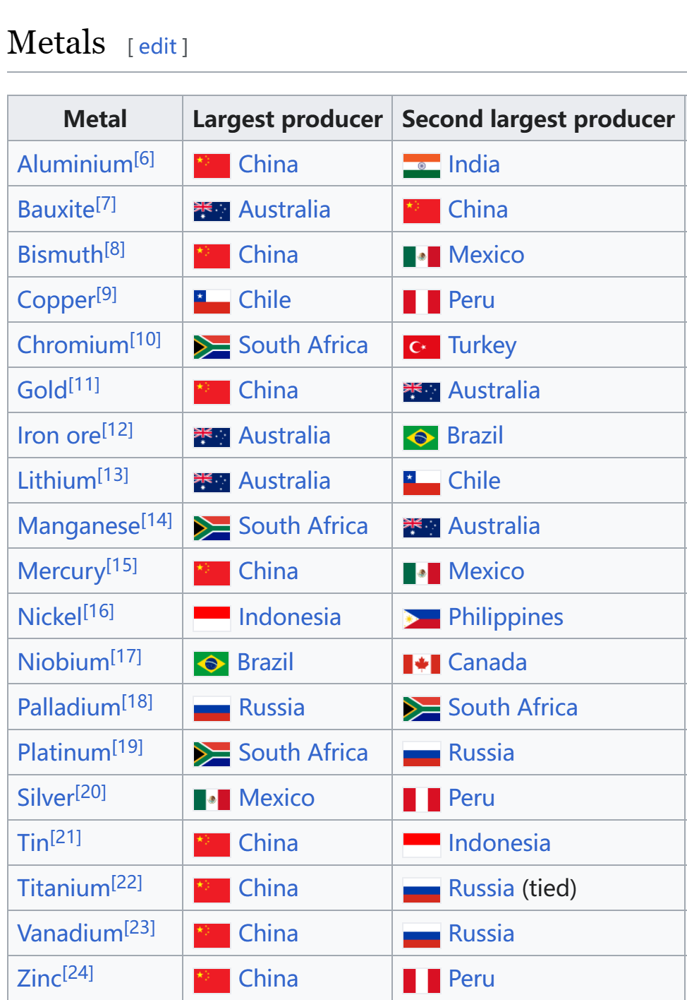 Metals [ edit ]
Metal Largest producer Second largest producer
Aluminium[6] China India
Bauxite[7] Australia China
Bismuth[8] China Mexico
Copper[9] Chile Peru
Chromium[10] South Africa Turkey
Gold[11] China Australia
Iron ore[12] Australia Brazil
Lithium[13] Australia Chile
Manganese[14] South Africa Australia
Mercury[15] China Mexico
Nickel[16] Indonesia Philippines
Niobium[17] Brazil Canada
Palladium[18] Russia South Africa
Platinum[19] South Africa Russia
Silver[20] Mexico Peru
Tin[21] China Indonesia
Titanium[22] China Russia (tied)
Vanadium[23] China Russia
Zinc[24] China Peru